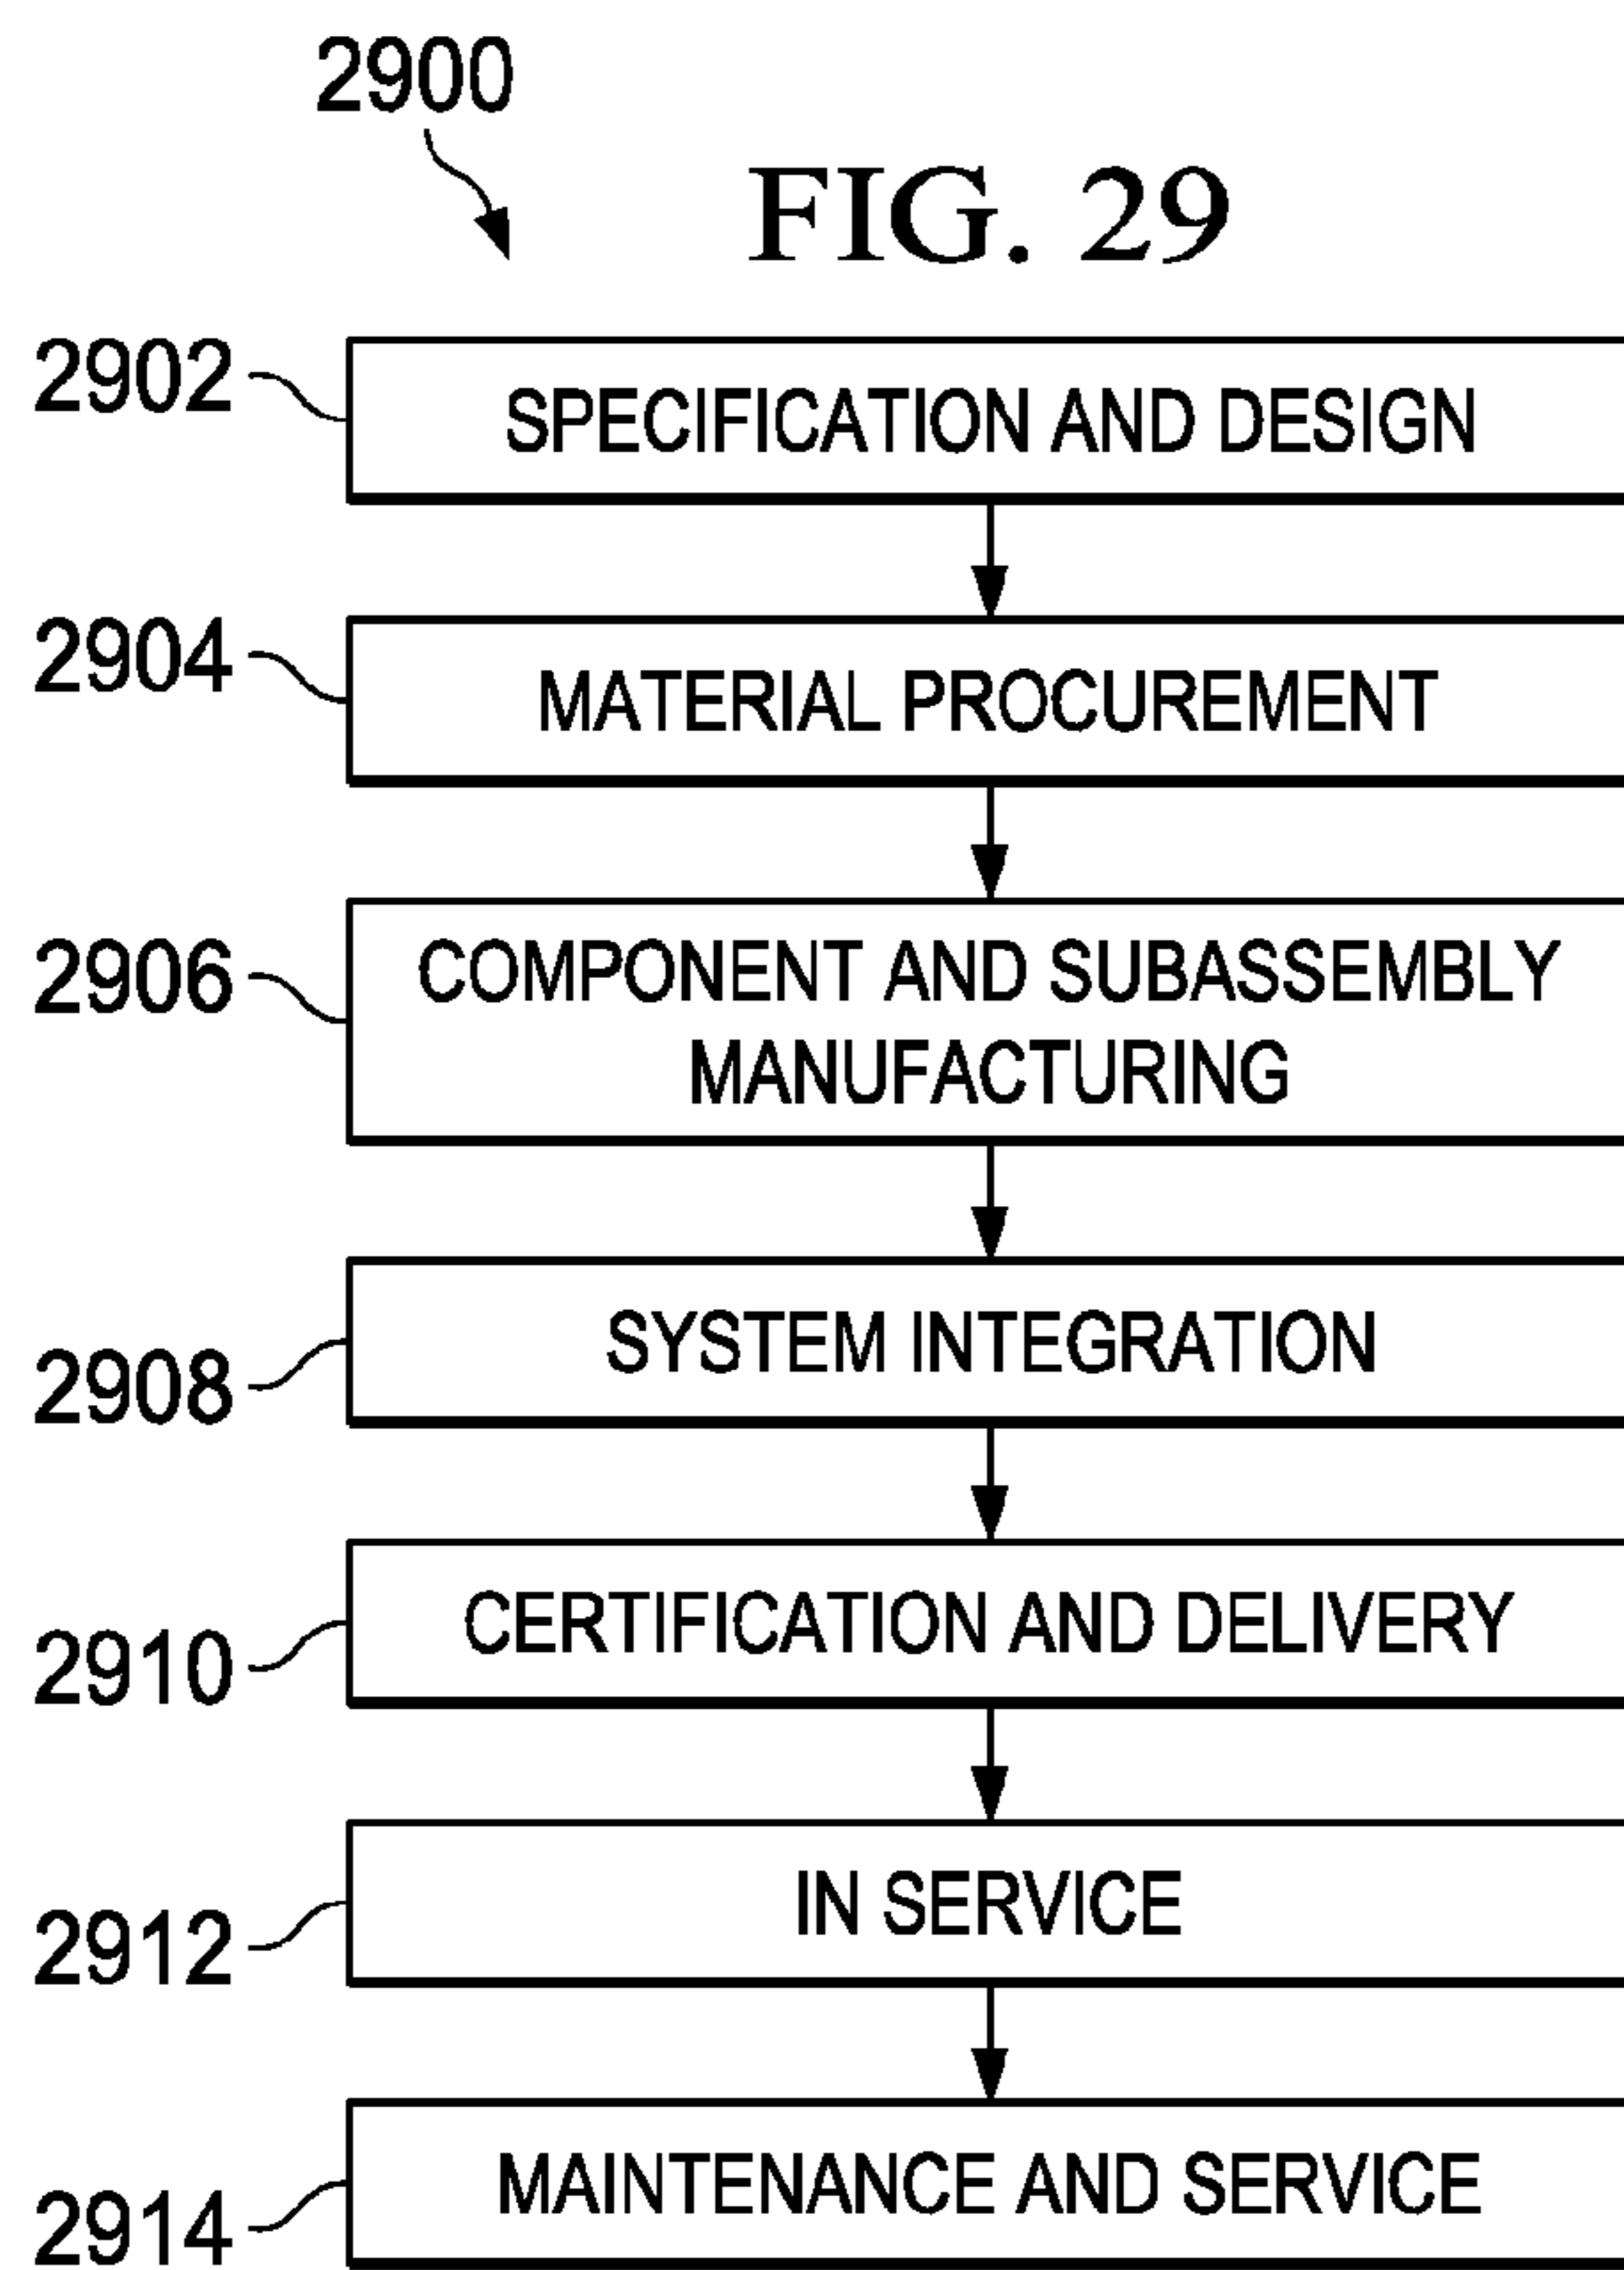 2900
FIG. 29
2902
SPECIFICATION AND DESIGN
2904
MATERIAL PROCUREMENT
2906
COMPONENT AND SUBASSEMBLY
MANUFACTURING
2908
SYSTEM INTEGRATION
2910
CERTIFICATION AND DELIVERY
2912
IN SERVICE
2914
MAINTENANCE AND SERVICE